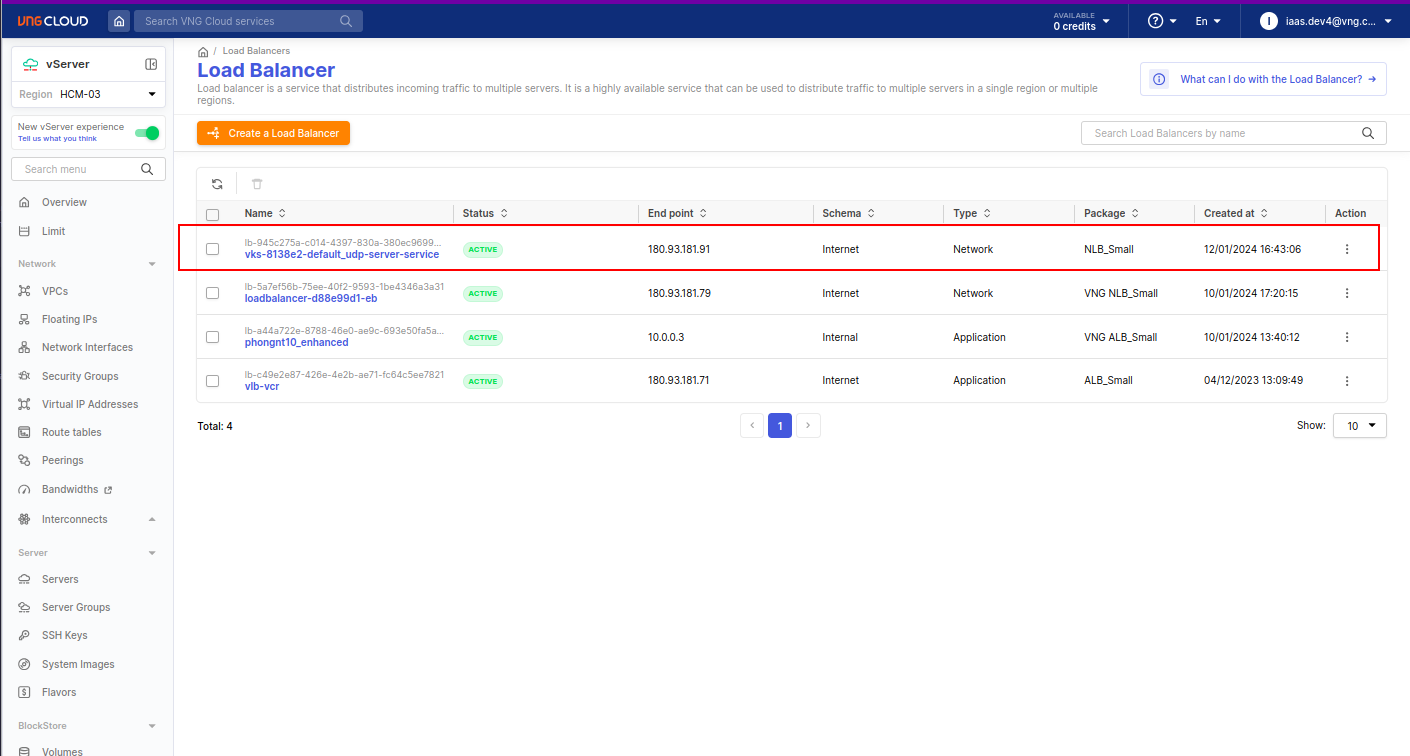 VNG CLOUD
Search VNG Cloud services
AVAILABLE
0 credits
?
En
I
iaas.dev4@vng.c...
vServer
Region HCM-03
New vServer experience
Tell us what you think
Search menu
Overview
Limit
Network
VPCs
Floating IPs
Network Interfaces
Security Groups
Virtual IP Addresses
Route tables
Peerings
Bandwidths
Interconnects
Server
Servers
Server Groups
SSH Keys
System Images
Flavors
BlockStore
Volumes
/ Load Balancers
Load Balancer
Load balancer is a service that distributes incoming traffic to multiple servers. It is a highly available service that can be used to distribute traffic to multiple servers in a single region or multiple
regions.
What can I do with the Load Balancer? →
Create a Load Balancer
Search Load Balancers by name
Name Status End point Schema Type Package Created at Action
lb-945c275a-c014-4397-830a-380ec9699...
vks-8138e2-default_udp-server-service ACTIVE 180.93.181.91 Internet Network NLB_Small 12/01/2024 16:43:06
lb-5a7ef56b-75ee-40f2-9593-1be4346a3a31
loadbalancer-d88e99d1-eb ACTIVE 180.93.181.79 Internet Network VNG NLB_Small 10/01/2024 17:20:15
lb-a44a722e-8788-46e0-ae9c-693e50fa5a...
phongnt10_enhanced ACTIVE 10.0.0.3 Internal Application VNG ALB_Small 10/01/2024 13:40:12
lb-c49e2e87-426e-4e2b-ae71-fc64c5ee7821
vlb-vcr ACTIVE 180.93.181.71 Internet Application ALB_Small 04/12/2023 13:09:49
Total: 4
< 1 >
Show: 10